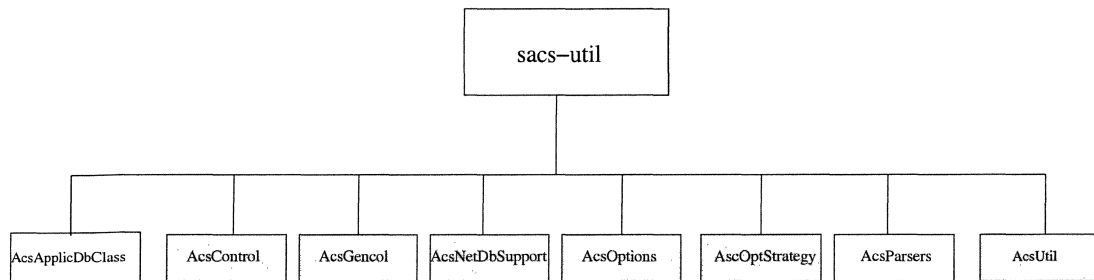 sacs-util
AcsApplicDbClass AcsControl AcsGencol AcsNetDbSupport AcsOptions AscOptStrategy AcsParsers AcsUtil